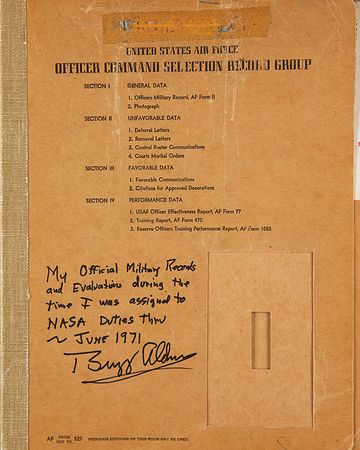 UNITED STATES AIR FORCE
OFFICER COMMAND SELECTION RECORD GROUP
SECTION I GENERAL DATA
1. Officers Military Record, AF Form 11
2. Photograph
SECTION II UNFAVORABLE DATA
1. Deferral Letters
2. Removal Letters
3. Control Roster Communications
4. Courts Martial Orders
SECTION III FAVORABLE DATA
1. Favorable Communications
2. Citations for Approved Decorations
SECTION IV PERFORMANCE DATA
1. USAF Officer Effectiveness Report, AF Form 77
2. Training Report, AF Form 475
3. Reserve Officers Training Performance Report, AF Form 1085
My Official Military Records
and Evaluations during the
time I was assigned to
NASA Duties thru
~ JUNE 1971
Buzz Aldrin
AF FORM 527 PREVIOUS EDITIONS OF THIS FORM MAY BE USED.
OCT